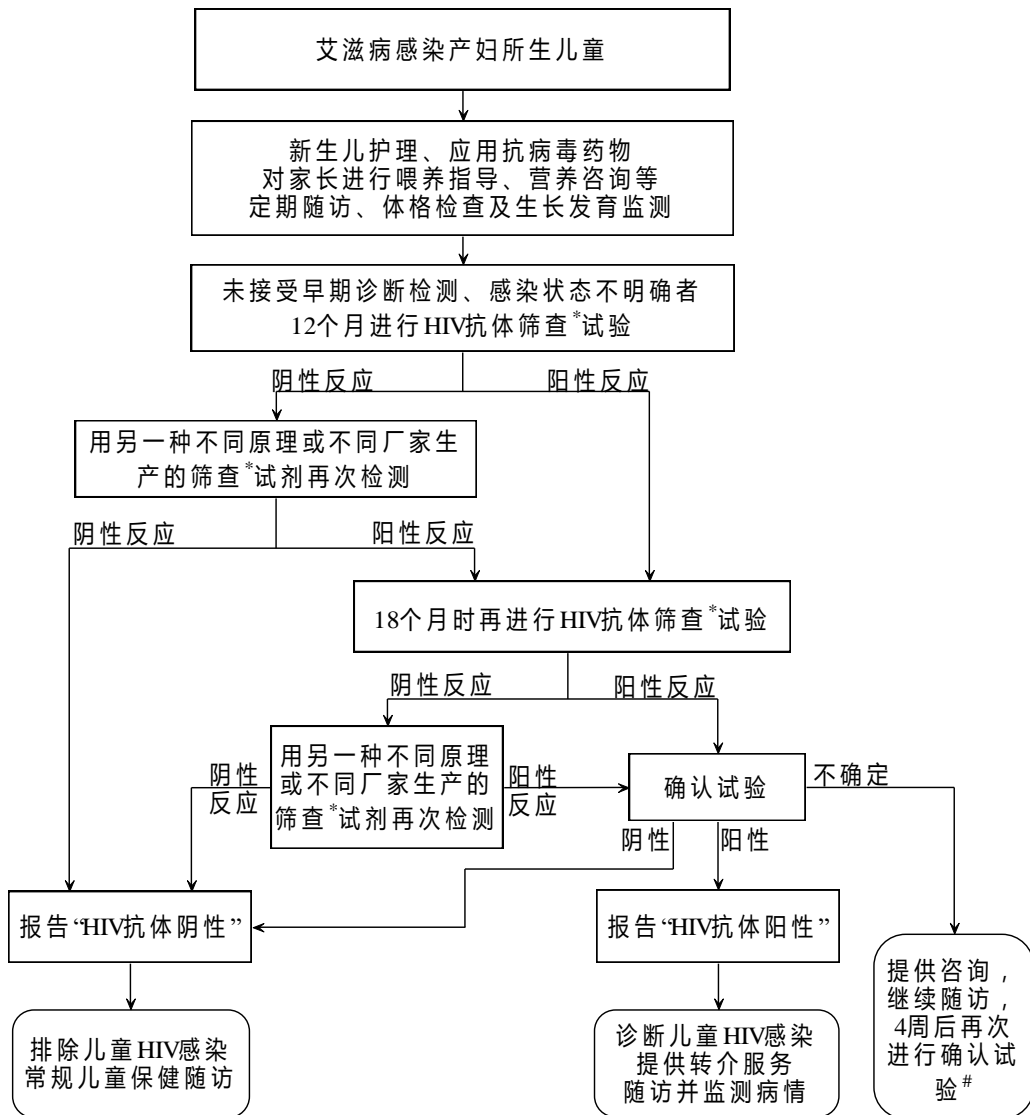 艾滋病感染产妇所生儿童
新生儿护理、应用抗病毒药物
对家长进行喂养指导、营养咨询等
定期随访、体格检查及生长发育监测
未接受早期诊断检测、感染状态不明确者
12个月进行HIV抗体筛查*试验
阴性反应
阳性反应
用另一种不同原理或不同厂家生
产的筛查*试剂再次检测
阴性反应
阳性反应
18个月时再进行HIV抗体筛查*试验
阴性反应
阳性反应
用另一种不同原理
或不同厂家生产的
筛查*试剂再次检测
阴性
反应
阳性
反应
确认试验
不确定
阴性
阳性
报告“HIV抗体阴性”
报告“HIV抗体阳性”
提供咨询，
继续随访，
4周后再次
进行确认试
验#
排除儿童HIV感染
常规儿童保健随访
诊断儿童HIV感染
提供转介服务
随访并监测病情